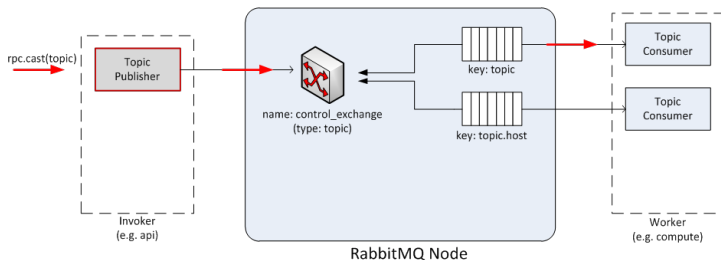 rpc.cast(topic)
Topic
Publisher
Invoker
(e.g. api)
name: control_exchange
(type: topic)
key: topic
key: topic.host
RabbitMQ Node
Topic
Consumer
Topic
Consumer
Worker
(e.g. compute)